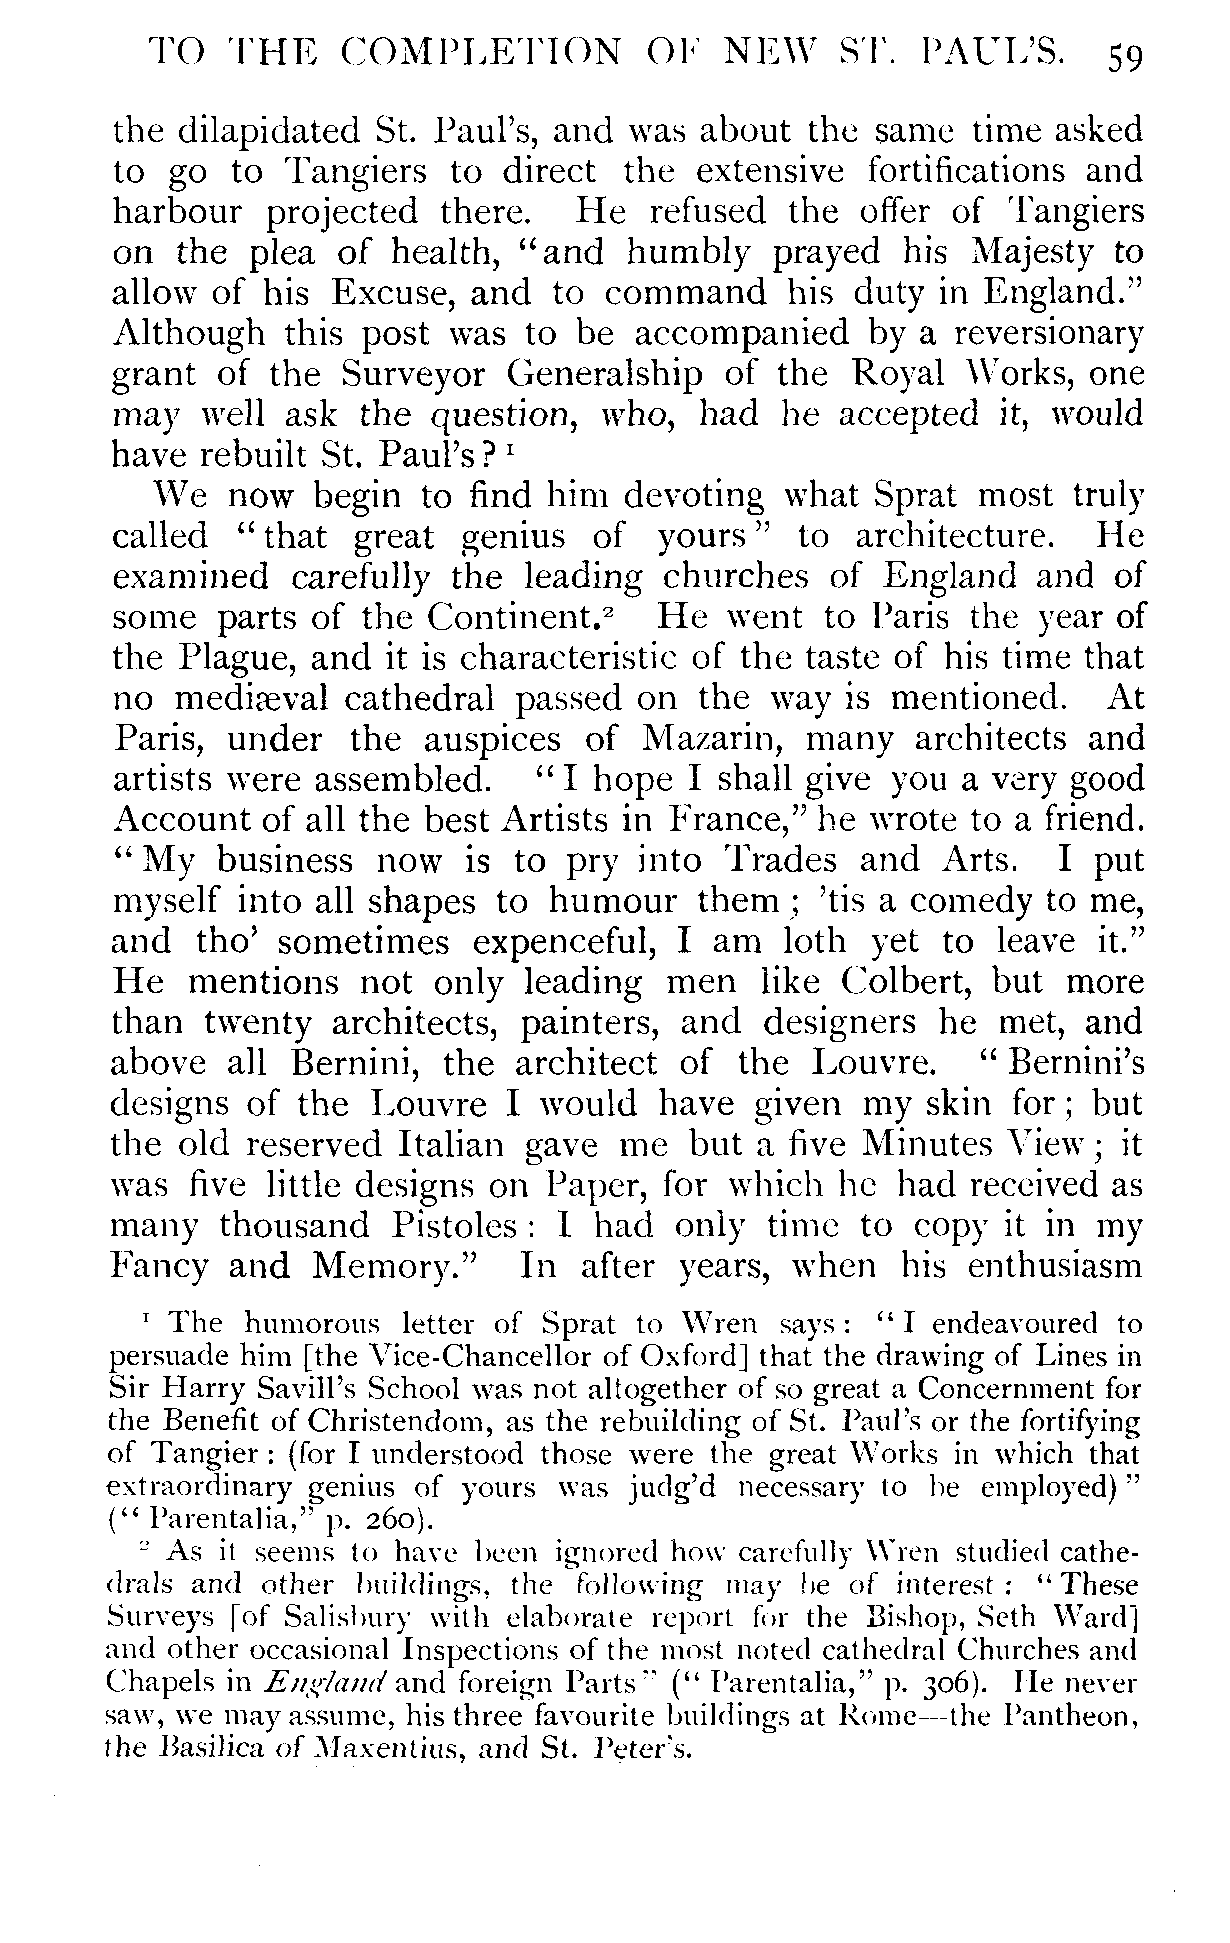 TO THE COMPLETION OF NEW ST. PAUL'S. 59
the dilapidated St. Paul's, and was about the same time asked
to go to Tangiers to direct the extensive fortifications and
harbour projected there. He refused the offer of Tangiers
on the plea of health, "and humbly prayed his Majesty to
allow of his Excuse, and to command his duty in England."
Although this post was to be accompanied by a reversionary
grant of the Surveyor Generalship of the Royal Works, one
may well ask the question, who, had he accepted it, would
have rebuilt St. Paul's? ¹
We now begin to find him devoting what Sprat most truly
called "that great genius of yours" to architecture. He
examined carefully the leading churches of England and of
some parts of the Continent.² He went to Paris the year of
the Plague, and it is characteristic of the taste of his time that
no mediæval cathedral passed on the way is mentioned. At
Paris, under the auspices of Mazarin, many architects and
artists were assembled. "I hope I shall give you a very good
Account of all the best Artists in France," he wrote to a friend.
"My business now is to pry into Trades and Arts. I put
myself into all shapes to humour them; 'tis a comedy to me,
and tho' sometimes expenceful, I am loth yet to leave it."
He mentions not only leading men like Colbert, but more
than twenty architects, painters, and designers he met, and
above all Bernini, the architect of the Louvre. "Bernini's
designs of the Louvre I would have given my skin for; but
the old reserved Italian gave me but a five Minutes View; it
was five little designs on Paper, for which he had received as
many thousand Pistoles: I had only time to copy it in my
Fancy and Memory." In after years, when his enthusiasm
¹ The humorous letter of Sprat to Wren says: "I endeavoured to
persuade him [the Vice-Chancellor of Oxford] that the drawing of Lines in
Sir Harry Savill's School was not altogether of so great a Concernment for
the Benefit of Christendom, as the rebuilding of St. Paul's or the fortifying
of Tangier: (for I understood those were the great Works in which that
extraordinary genius of yours was judg'd necessary to be employed)"
("Parentalia," p. 260).
² As it seems to have been ignored how carefully Wren studied cathe-
drals and other buildings, the following may be of interest: "These
Surveys [of Salisbury with elaborate report for the Bishop, Seth Ward]
and other occasional Inspections of the most noted cathedral Churches and
Chapels in England and foreign Parts" ("Parentalia," p. 306). He never
saw, we may assume, his three favourite buildings at Rome—the Pantheon,
the Basilica of Maxentius, and St. Peter's.